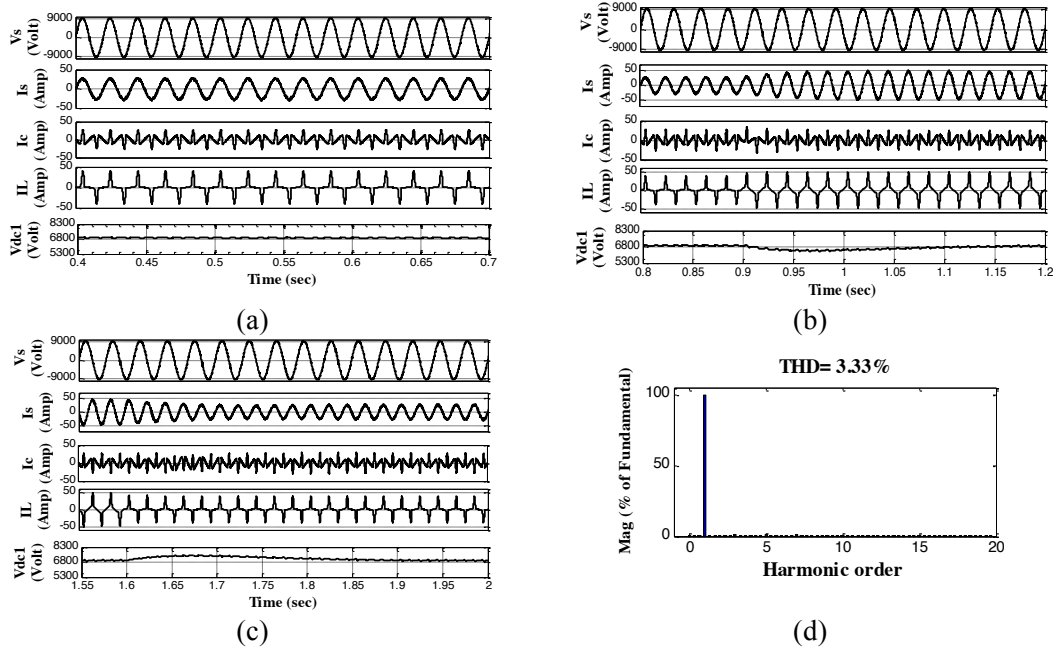 9000
0
-9000
Vs
(Volt)
50
0
-50
Is
(Amp)
50
0
-50
Ic
(Amp)
50
0
-50
IL
(Amp)
8300
6800
5300
Vdc1
(Volt)
0.4 0.45 0.5 0.55 0.6 0.65 0.7
Time (sec)
(a)
9000
0
-9000
Vs
(Volt)
50
0
-50
Is
(Amp)
50
0
-50
Ic
(Amp)
50
0
-50
IL
(Amp)
8300
6800
5300
Vdc1
(Volt)
0.8 0.85 0.9 0.95 1 1.05 1.1 1.15 1.2
Time (sec)
(b)
9000
0
-9000
Vs
(Volt)
50
0
-50
Is
(Amp)
50
0
-50
Ic
(Amp)
50
0
-50
IL
(Amp)
8300
6800
5300
Vdc1
(Volt)
1.55 1.6 1.65 1.7 1.75 1.8 1.85 1.9 1.95 2
Time (sec)
(c)
THD= 3.33%
100
50
0
Mag (% of Fundamental)
0 5 10 15 20
Harmonic order
(d)